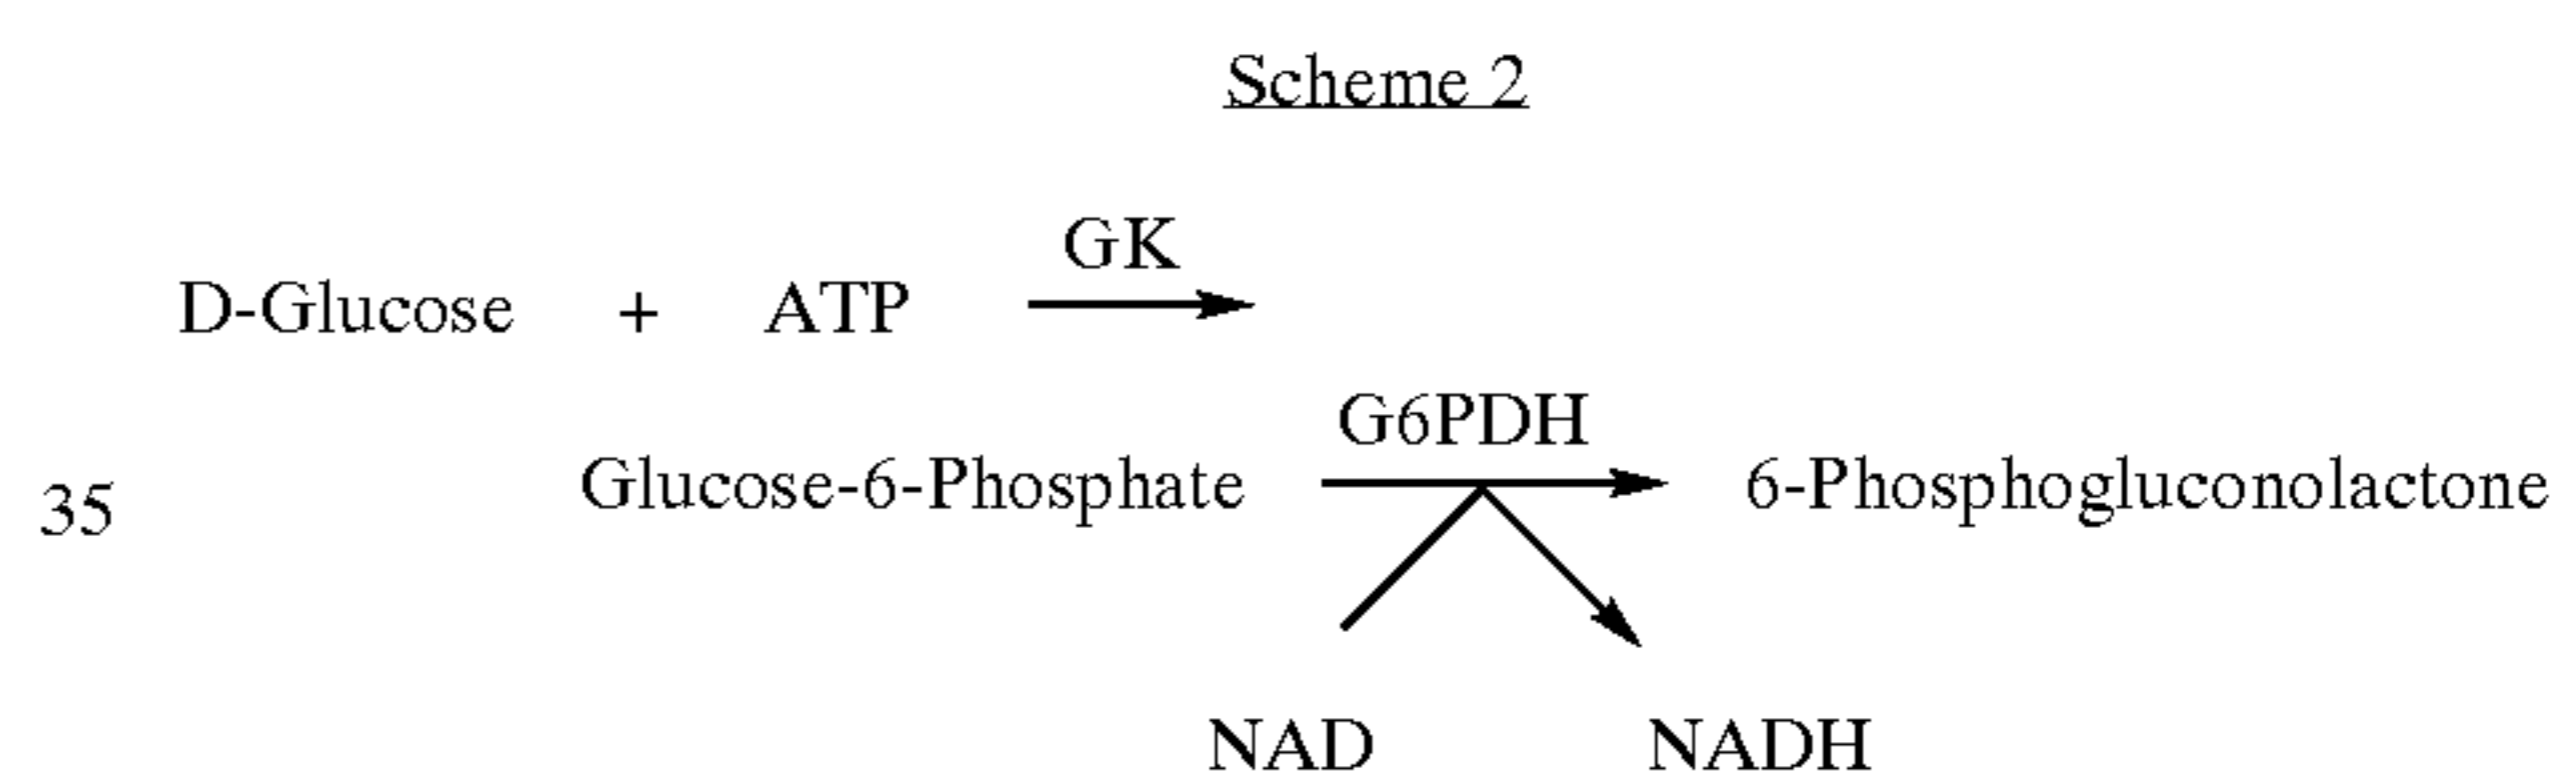 Scheme 2
GK
D-Glucose + ATP
G6PDH
35 Glucose-6-Phosphate 6-Phosphogluconolactone
NAD NADH